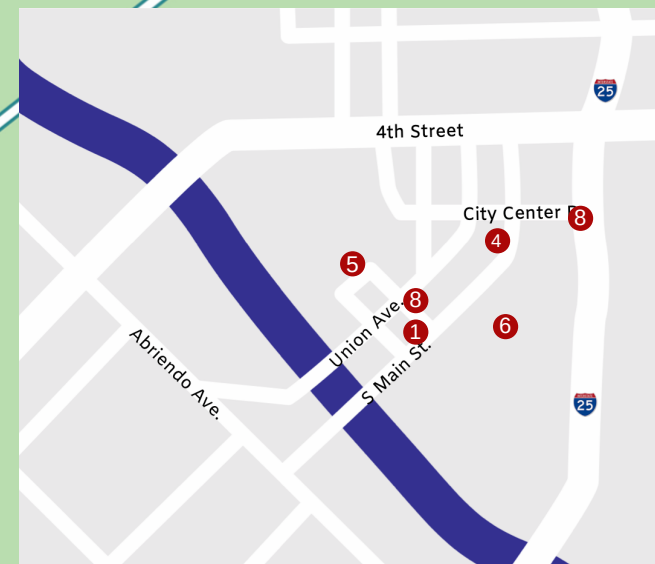 25
4th Street
City Center
8
4
5
8
1
6
Union Ave.
S Main St.
Abriendo Ave.
25